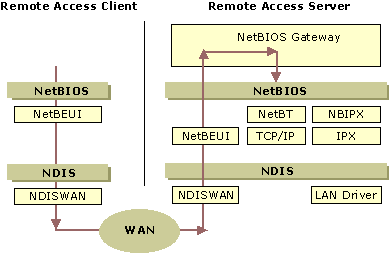 Remote Access Client
Remote Access Server
NetBIOS Gateway
NetBIOS
NetBIOS
NetBEUI
NetBT
NBIPX
NetBEUI
TCP/IP
IPX
NDIS
NDIS
NDISWAN
NDISWAN
LAN Driver
WAN